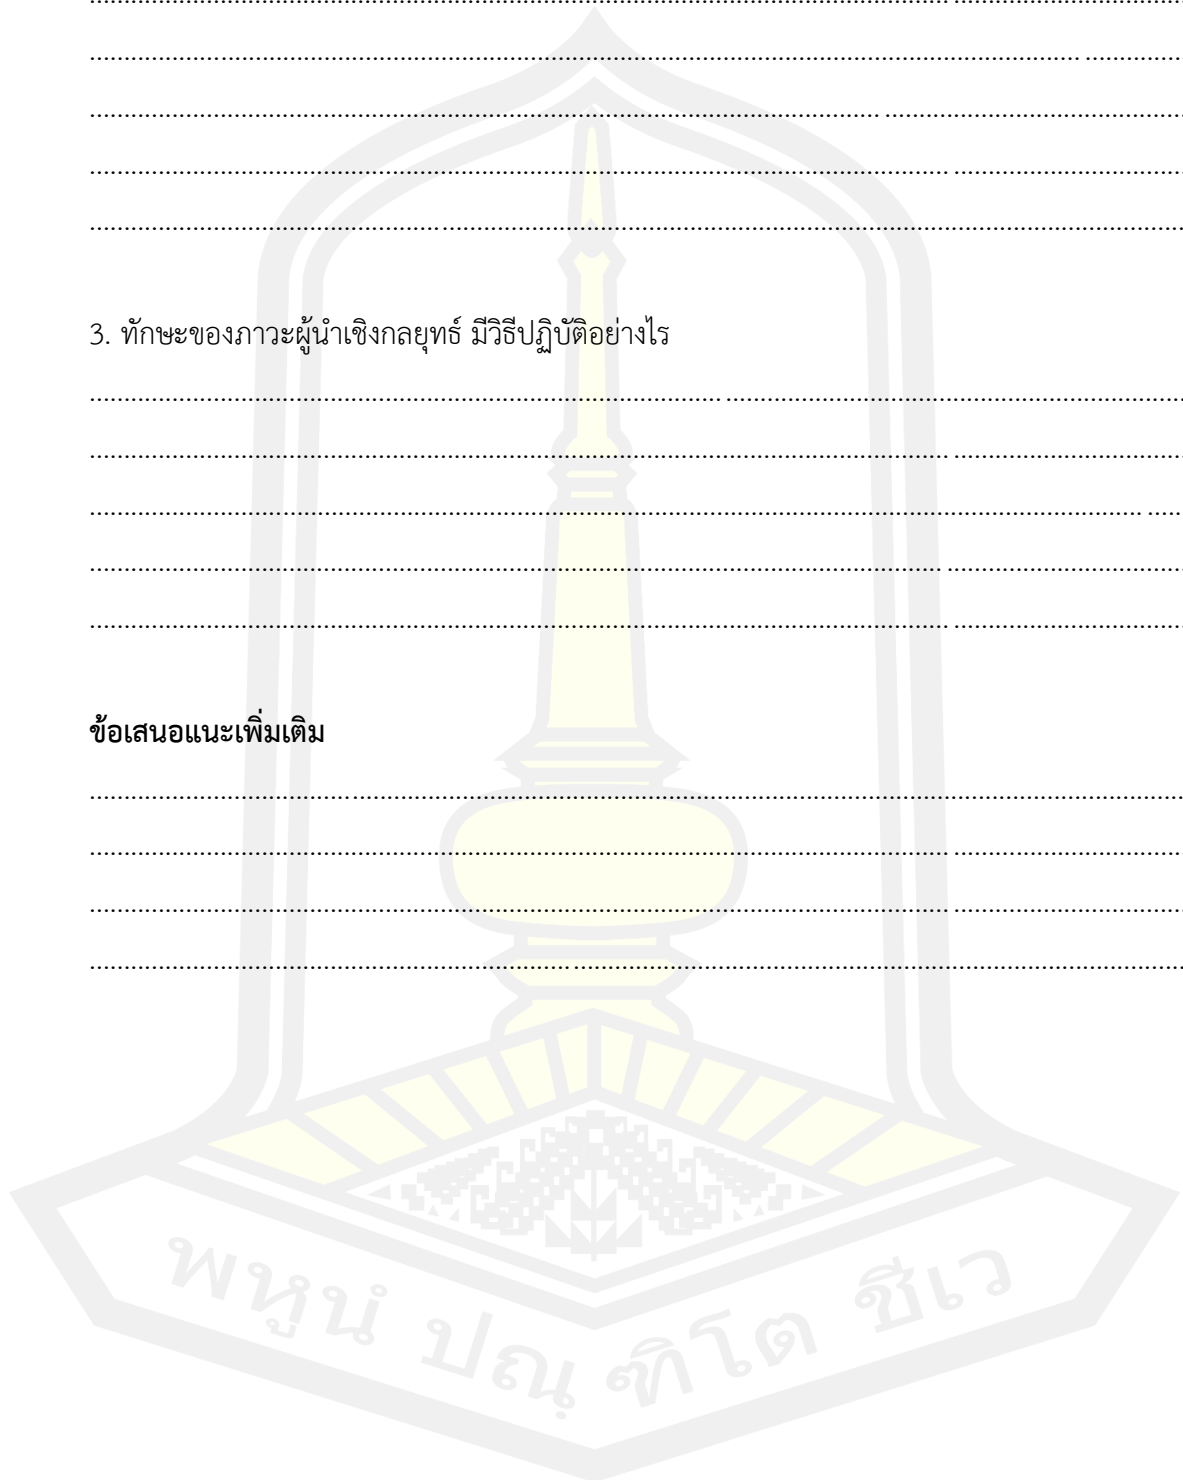 3. ทักษะของภาวะผู้นำเชิงกลยุทธ์ มีวิธีปฏิบัติอย่างไร
ข้อเสนอแนะเพิ่มเติม
พหูนํ ปณฺฑิโต ชีเว